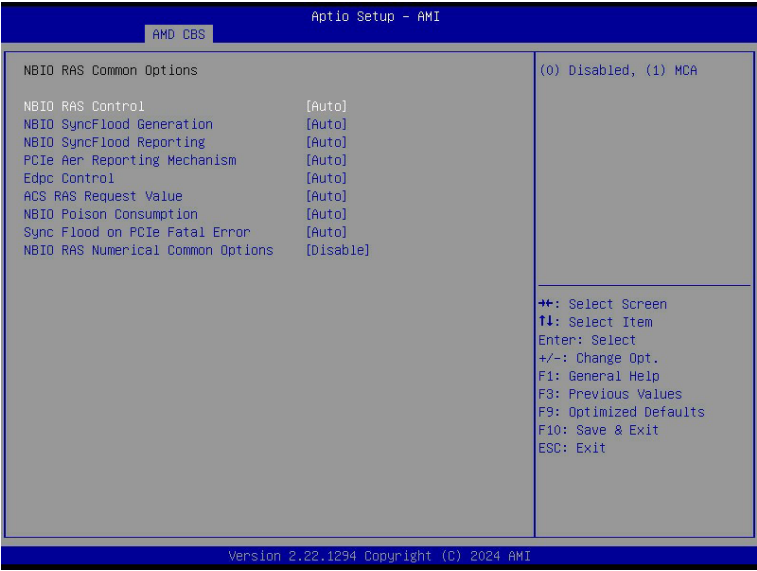 Aptio Setup – AMI
AMD CBS
NBIO RAS Common Options
(0) Disabled, (1) MCA
NBIO RAS Control [Auto]
NBIO SyncFlood Generation [Auto]
NBIO SyncFlood Reporting [Auto]
PCIe Aer Reporting Mechanism [Auto]
Edpc Control [Auto]
ACS RAS Request Value [Auto]
NBIO Poison Consumption [Auto]
Sync Flood on PCIe Fatal Error [Auto]
NBIO RAS Numerical Common Options [Disable]
→←: Select Screen
↑↓: Select Item
Enter: Select
+/-: Change Opt.
F1: General Help
F3: Previous Values
F9: Optimized Defaults
F10: Save & Exit
ESC: Exit
Version 2.22.1294 Copyright (C) 2024 AMI